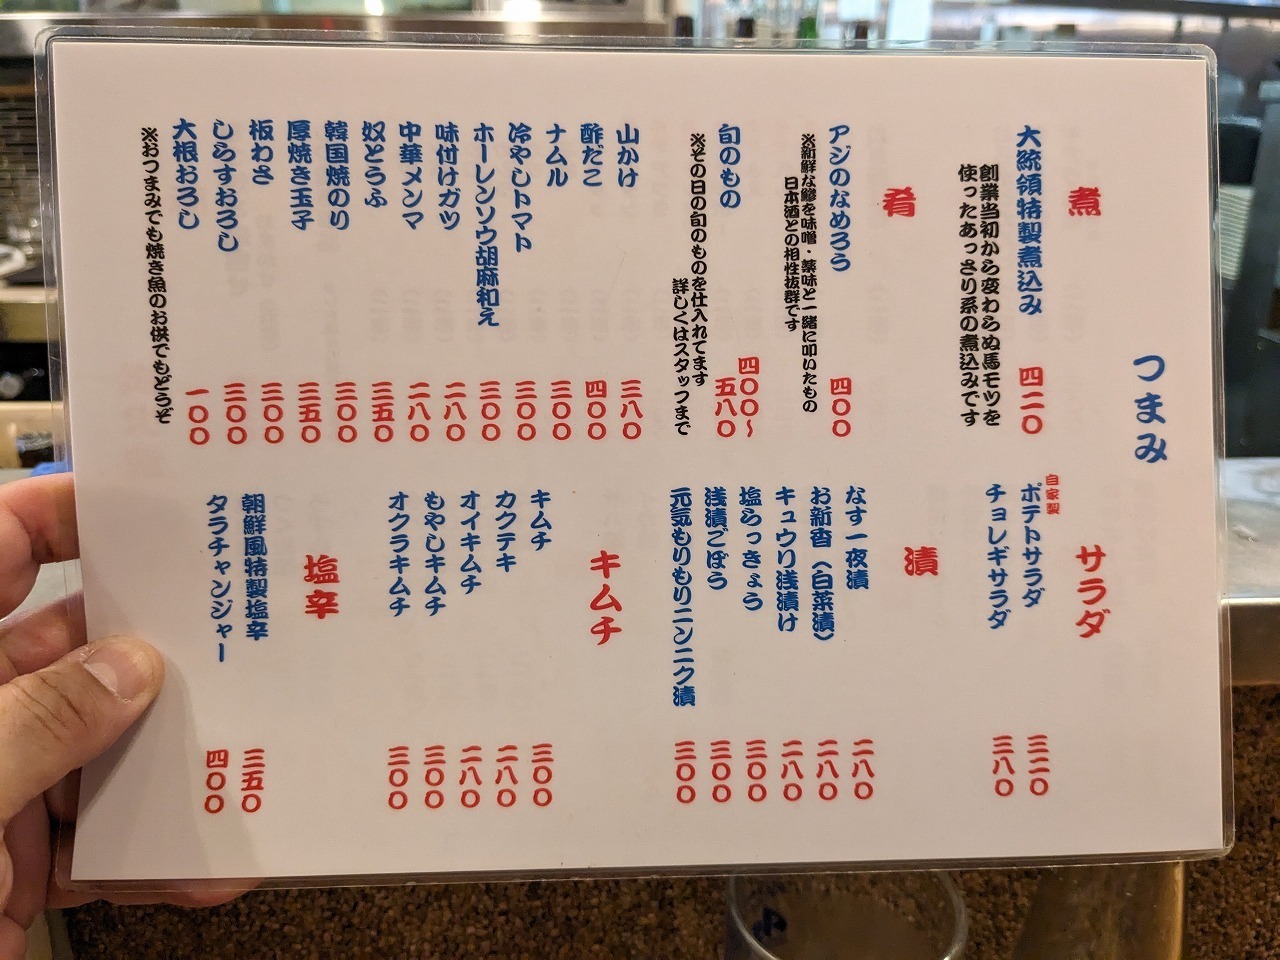 つまみ
煮
大統領特製煮込み 四二〇
創業当初から変わらぬ馬モツを
使ったあっさり系の煮込みです
肴
アジのなめろう 四〇〇
※新鮮な鯵を味噌・薬味と一緒に叩いたもの
日本酒との相性抜群です
旬のもの 四〇〇〜
五八〇
※その日の旬のものを仕入れてます
詳しくはスタッフまで
山かけ 三八〇
酢だこ 四〇〇
ナムル 三〇〇
冷やしトマト 三〇〇
ホーレンソウ胡麻和え 三〇〇
味付けガツ 二八〇
中華メンマ 二八〇
奴とうふ 三五〇
韓国焼のり 三〇〇
厚焼き玉子 三五〇
板わさ 三〇〇
しらすおろし 三〇〇
大根おろし 一〇〇
※おつまみでも焼き魚のお供でもどうぞ
サラダ
自家製
ポテトサラダ 三二〇
チョレギサラダ 三八〇
漬
なす一夜漬 二八〇
お新香（白菜漬） 二八〇
キュウリ浅漬け 二八〇
塩らっきょう 三〇〇
浅漬ごぼう 三〇〇
元気もりもりニンニク漬 三〇〇
キムチ
キムチ 三〇〇
カクテキ 二八〇
オイキムチ 二八〇
もやしキムチ 三〇〇
オクラキムチ 三〇〇
塩辛
朝鮮風特製塩辛 三五〇
タラチャンジャー 四〇〇